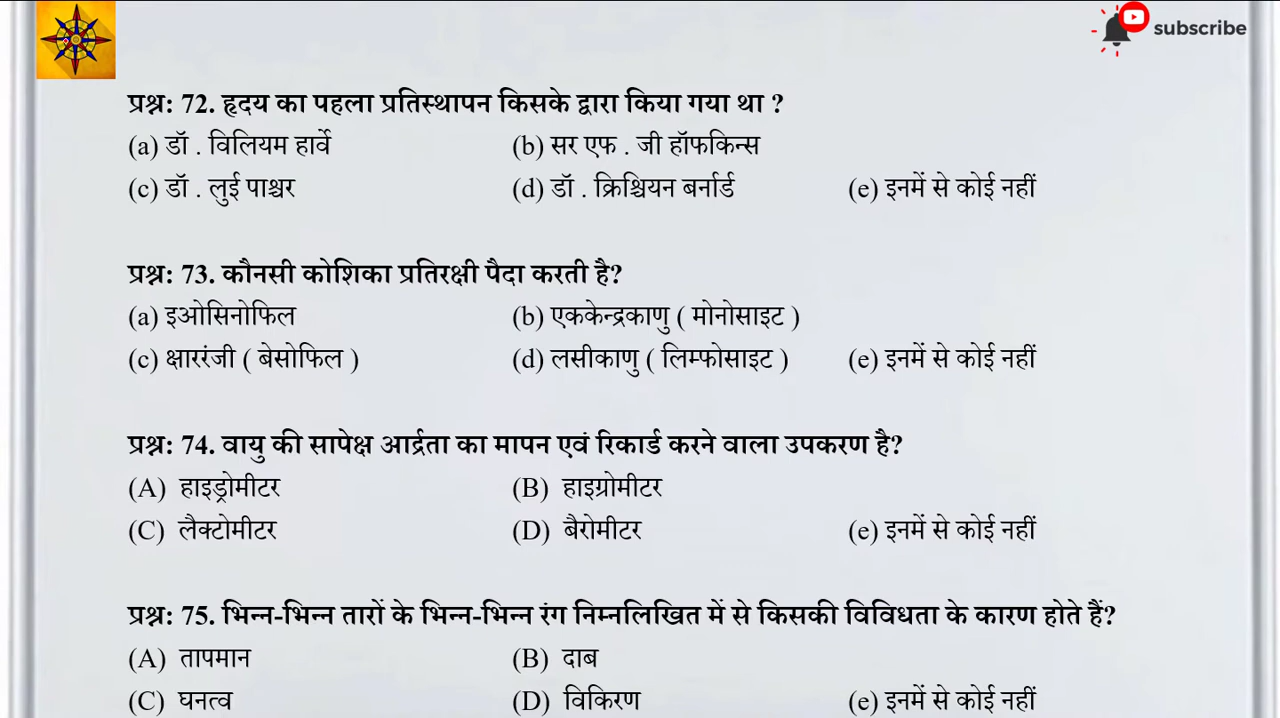 subscribe
प्रश्न: 72. हृदय का पहला प्रतिस्थापन किसके द्वारा किया गया था ?
(a) डॉ . विलियम हार्वे (b) सर एफ . जी हॉफकिन्स
(c) डॉ . लुई पाश्चर (d) डॉ . क्रिश्चियन बर्नार्ड (e) इनमें से कोई नहीं
प्रश्न: 73. कौनसी कोशिका प्रतिरक्षी पैदा करती है?
(a) इओसिनोफिल (b) एककेन्द्रकाणु ( मोनोसाइट )
(c) क्षाररंजी ( बेसोफिल ) (d) लसीकाणु ( लिम्फोसाइट ) (e) इनमें से कोई नहीं
प्रश्न: 74. वायु की सापेक्ष आर्द्रता का मापन एवं रिकार्ड करने वाला उपकरण है?
(A) हाइड्रोमीटर (B) हाइग्रोमीटर
(C) लैक्टोमीटर (D) बैरोमीटर (e) इनमें से कोई नहीं
प्रश्न: 75. भिन्न-भिन्न तारों के भिन्न-भिन्न रंग निम्नलिखित में से किसकी विविधता के कारण होते हैं?
(A) तापमान (B) दाब
(C) घनत्व (D) विकिरण (e) इनमें से कोई नहीं